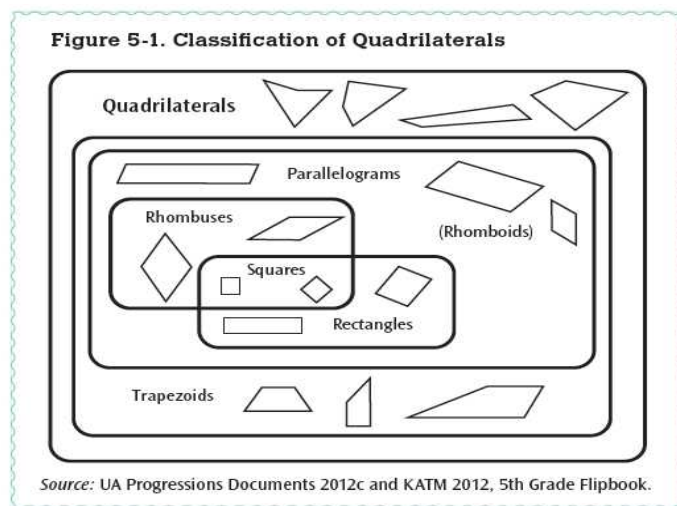 Figure 5-1. Classification of Quadrilaterals
Quadrilaterals
Parallelograms
Rhombuses
(Rhomboids)
Squares
Rectangles
Trapezoids
Source: UA Progressions Documents 2012c and KATM 2012, 5th Grade Flipbook.